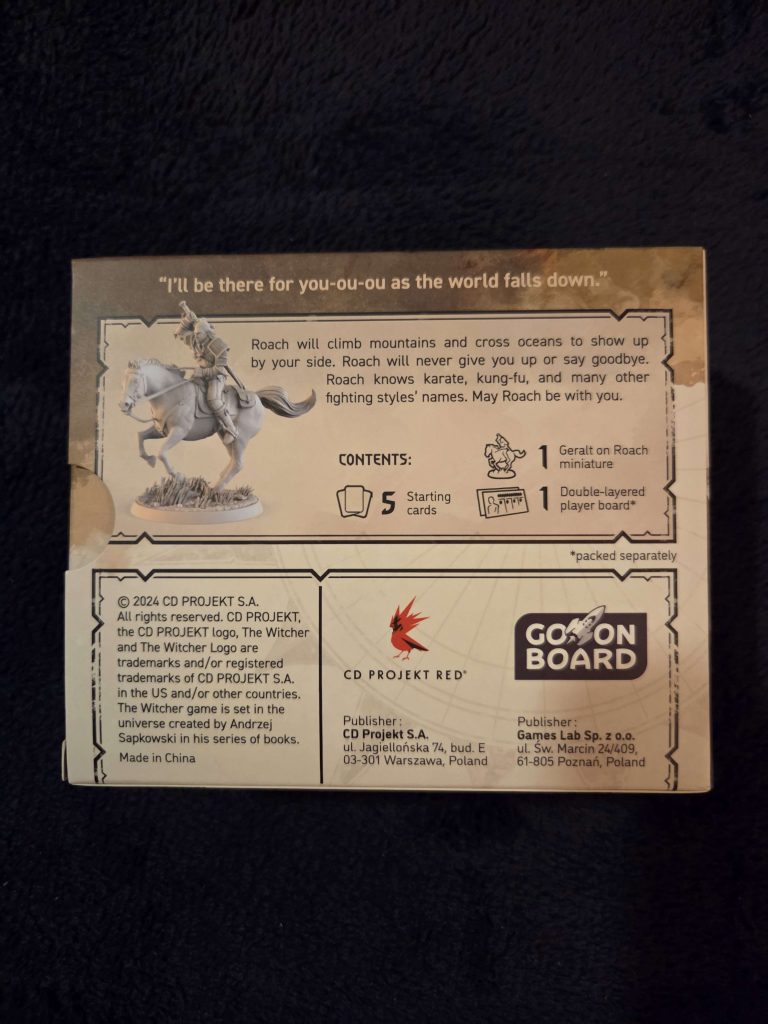 “I’ll be there for you-ou-ou as the world falls down.”
Roach will climb mountains and cross oceans to show up
by your side. Roach will never give you up or say goodbye.
Roach knows karate, kung-fu, and many other
fighting styles’ names. May Roach be with you.
CONTENTS:
5 Starting
cards
1 Geralt on Roach
miniature
1 Double-layered
player board*
*packed separately
© 2024 CD PROJEKT S.A.
All rights reserved. CD PROJEKT,
the CD PROJEKT logo, The Witcher
and The Witcher Logo are
trademarks and/or registered
trademarks of CD PROJEKT S.A.
in the US and/or other countries.
The Witcher game is set in the
universe created by Andrzej
Sapkowski in his series of books.
Made in China
CD PROJEKT RED®
Publisher :
CD Projekt S.A.
ul. Jagiellońska 74, bud. E
03-301 Warszawa, Poland
GO ON
BOARD
Publisher :
Games Lab Sp. z o.o.
ul. Św. Marcin 24/409,
61-805 Poznań, Poland